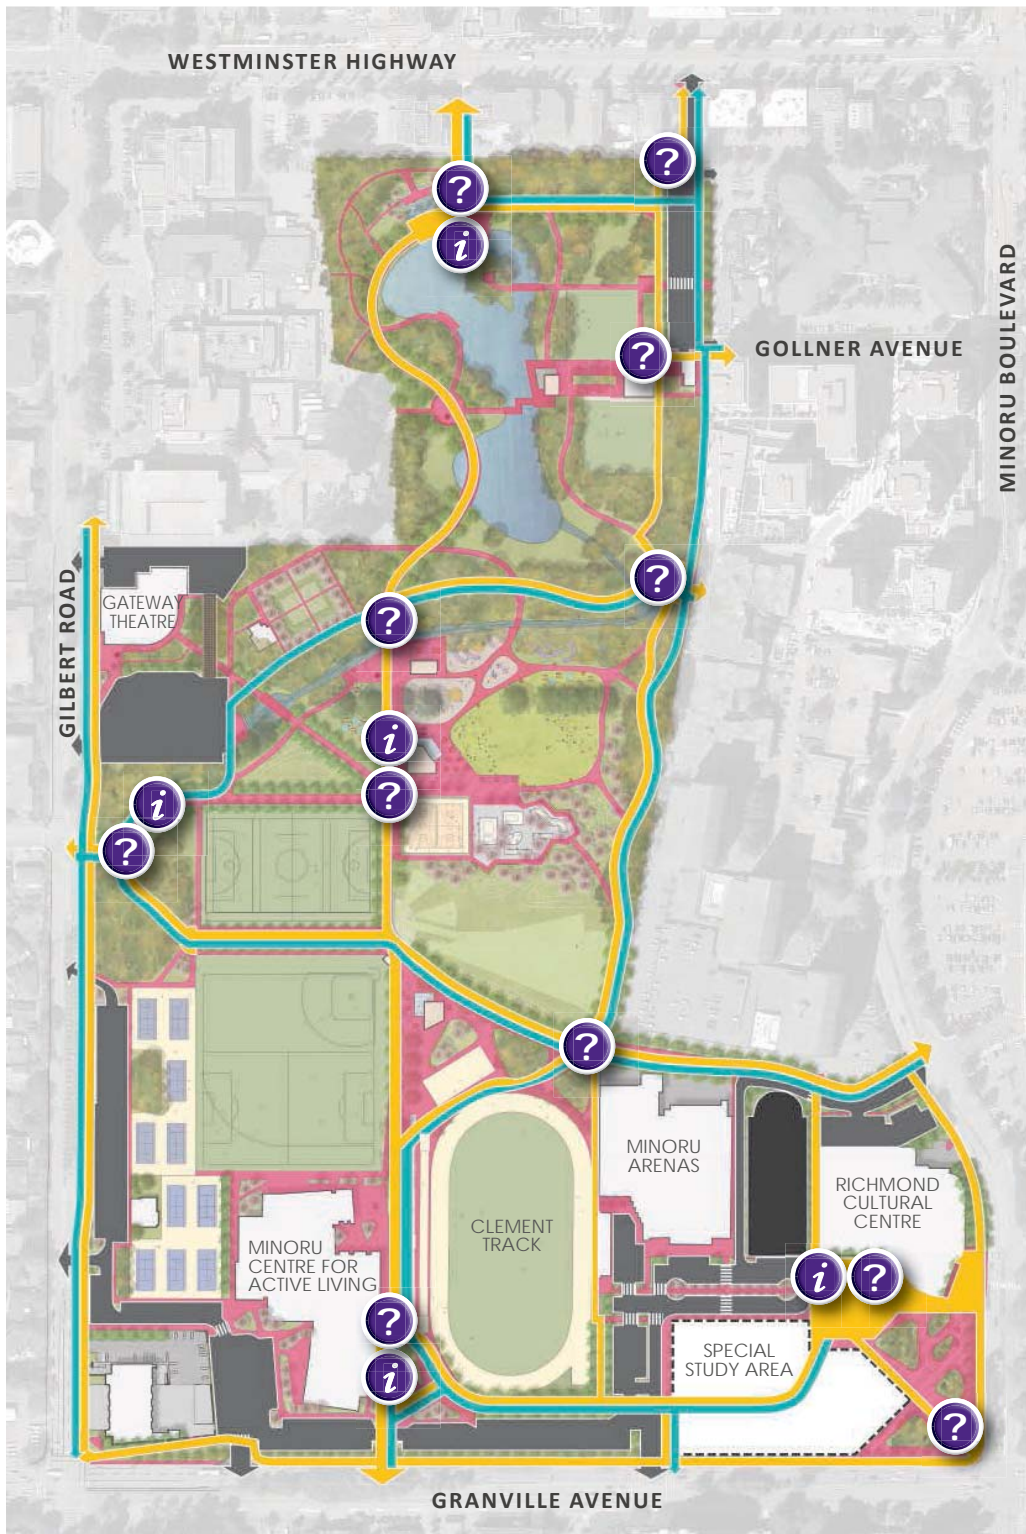 WESTMINSTER HIGHWAY
?
?
i
MINORU BOULEVARD
?
GOLLNER AVENUE
GILBERT ROAD
GATEWAY
THEATRE
?
?
i
?
i
?
?
MINORU
ARENAS
RICHMOND
CULTURAL
CENTRE
CLEMENT
TRACK
MINORU
CENTRE FOR
ACTIVE LIVING
i
?
?
SPECIAL
STUDY AREA
i
?
GRANVILLE AVENUE